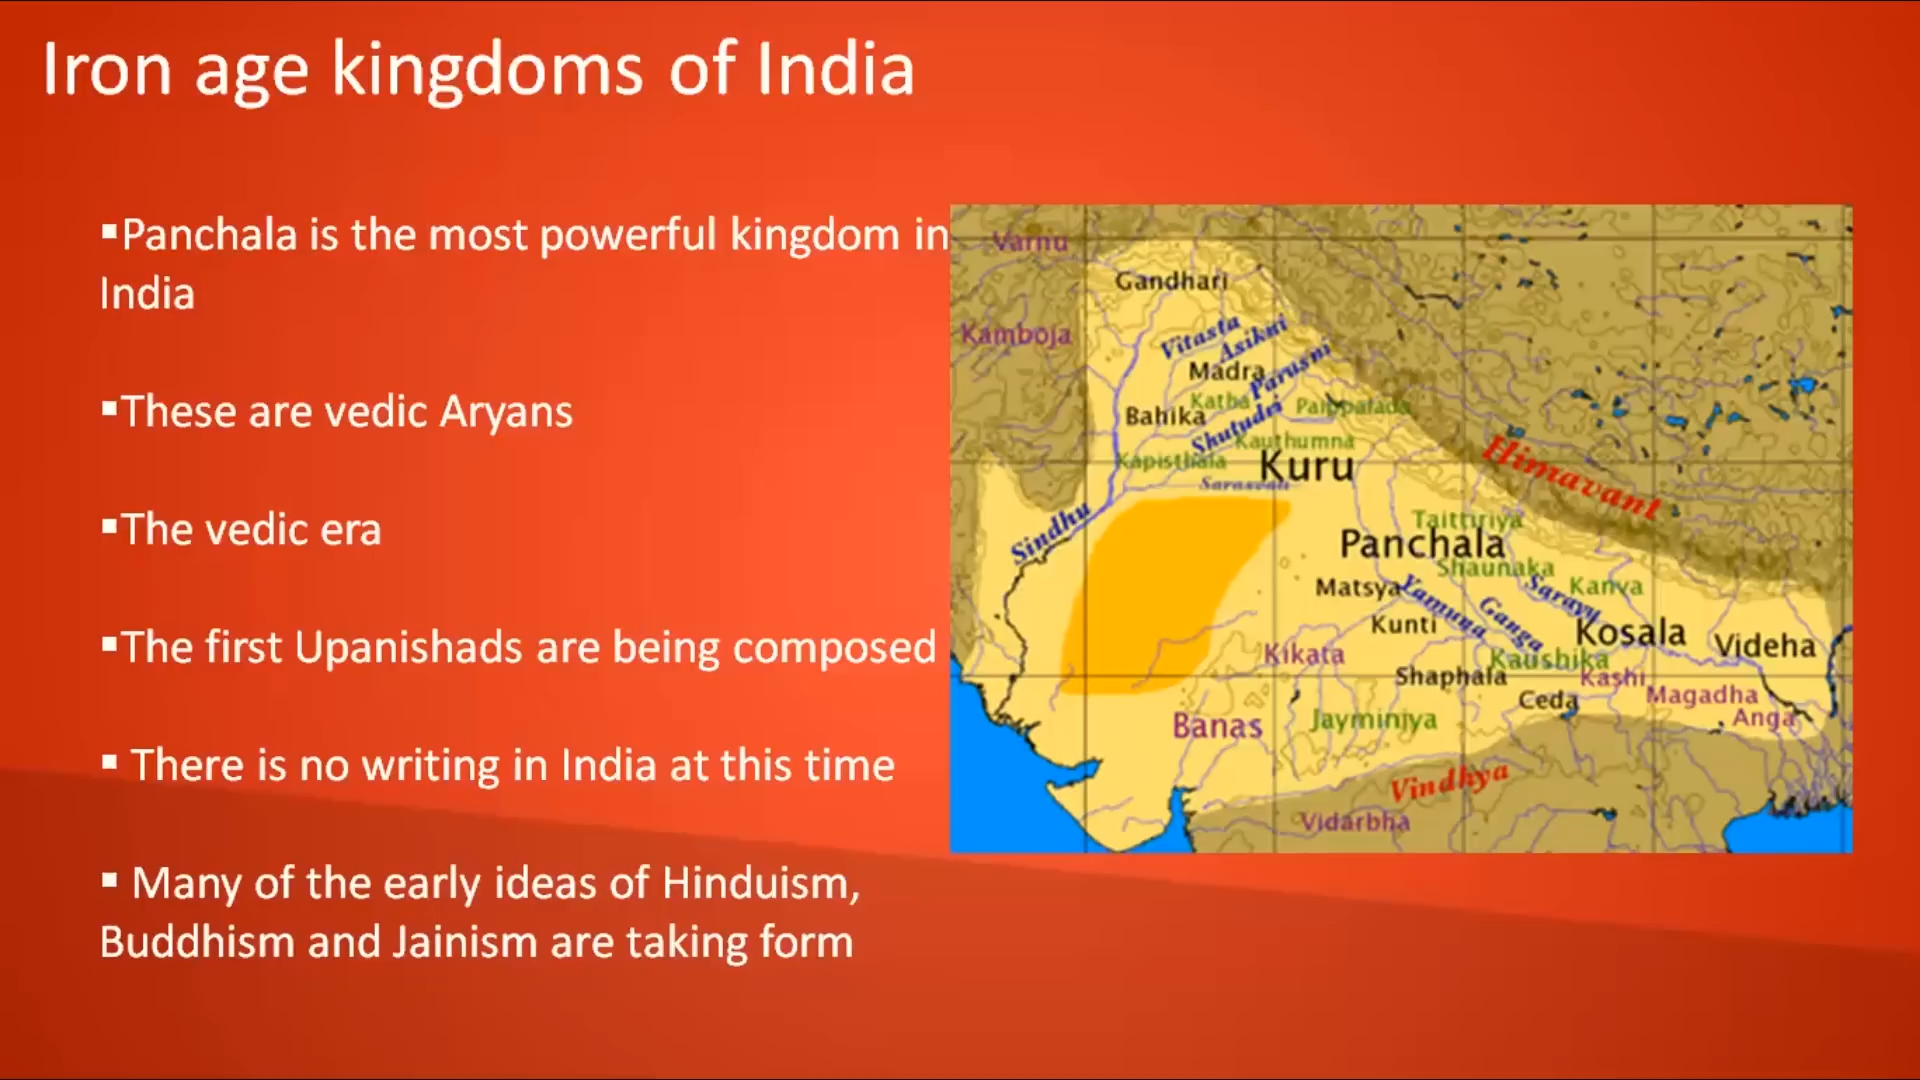 Iron age kingdoms of India
▪Panchala is the most powerful kingdom in
India
▪These are vedic Aryans
▪The vedic era
▪The first Upanishads are being composed
▪ There is no writing in India at this time
▪ Many of the early ideas of Hinduism,
Buddhism and Jainism are taking form
Varnu
Gandhari
Kamboja
Vitasta
Asikni
Madra
Parusni
Katha
Paippalada
Bahika
Shutudri
Kauthumna
Kapisthala
Kuru
Sarasvati
Himavant
Sindhu
Taittiriya
Panchala
Shaunaka
Matsya
Yamuna
Ganga
Sarayu
Kanva
Kunti
Kosala
Videha
Kikata
Kaushika
Shaphala
Kashi
Ceda
Magadha
Anga
Banas
Jayminiya
Vindhya
Vidarbha